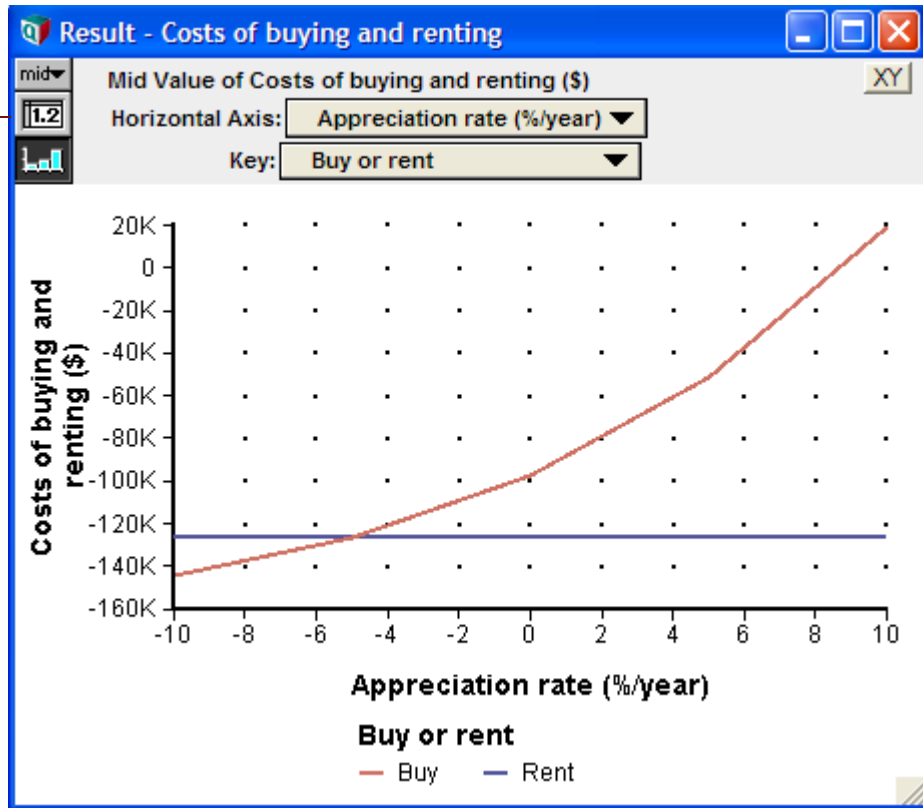 Result - Costs of buying and renting
mid
Mid Value of Costs of buying and renting ($)
XY
1.2
Horizontal Axis: Appreciation rate (%/year)
Key: Buy or rent
20K
0
-20K
-40K
-60K
-80K
-100K
-120K
-140K
-160K
Costs of buying and
renting ($)
-10 -8 -6 -4 -2 0 2 4 6 8 10
Appreciation rate (%/year)
Buy or rent
Buy Rent